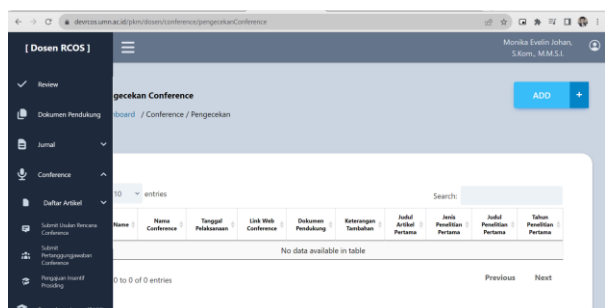 devrcos.umn.ac.id/pkm/dosen/conference/pengecekanConference
[ Dosen RCOS ]
Monika Evelin Johan,
S.Kom., M.M.S.I.
Review
Dokumen Pendukung
Jurnal
Conference
Daftar Artikel
Submit Usulan Rencana
Conference
Submit
Pertanggungjawaban
Conference
Pengajuan Insentif
Prosiding
gecekan Conference
hboard / Conference / Pengecekan
ADD +
10 entries
Search:
Name
Nama
Conference
Tanggal
Pelaksanaan
Link Web
Conference
Dokumen
Pendukung
Keterangan
Tambahan
Judul
Artikel
Pertama
Jenis
Penelitian
Pertama
Judul
Penelitian
Pertama
Tahun
Penelitian
Pertama
No data available in table
0 to 0 of 0 entries
Previous Next